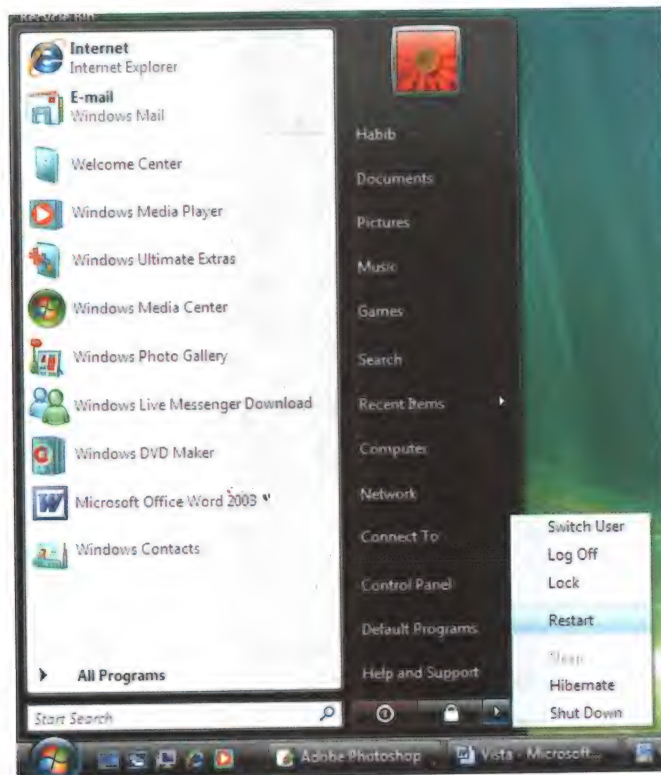 Recycle Bin
Internet
Internet Explorer
E-mail
Windows Mail
Welcome Center
Windows Media Player
Windows Ultimate Extras
Windows Media Center
Windows Photo Gallery
Windows Live Messenger Download
Windows DVD Maker
Microsoft Office Word 2003
Windows Contacts
All Programs
Start Search
Habib
Documents
Pictures
Music
Games
Search
Recent Items
Computer
Network
Connect To
Control Panel
Default Programs
Help and Support
Switch User
Log Off
Lock
Restart
Sleep
Hibernate
Shut Down
Adobe Photoshop
Vista - Microsoft...